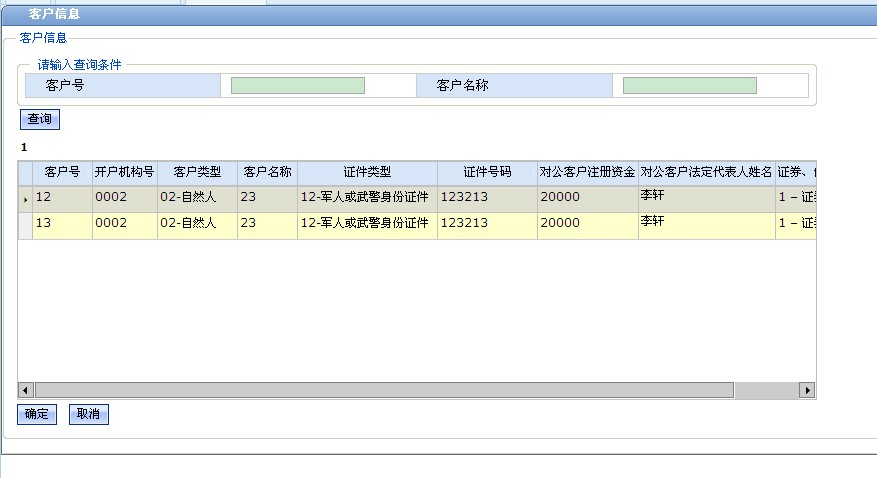 客户信息
客户信息
请输入查询条件
客户号 客户名称
查询
1
客户号 开户机构号 客户类型 客户名称 证件类型 证件号码 对公客户注册资金 对公客户法定代表人姓名 证券、
12 0002 02-自然人 23 12-军人或武警身份证件 123213 20000 李轩 1 – 证
13 0002 02-自然人 23 12-军人或武警身份证件 123213 20000 李轩 1 – 证
确定 取消